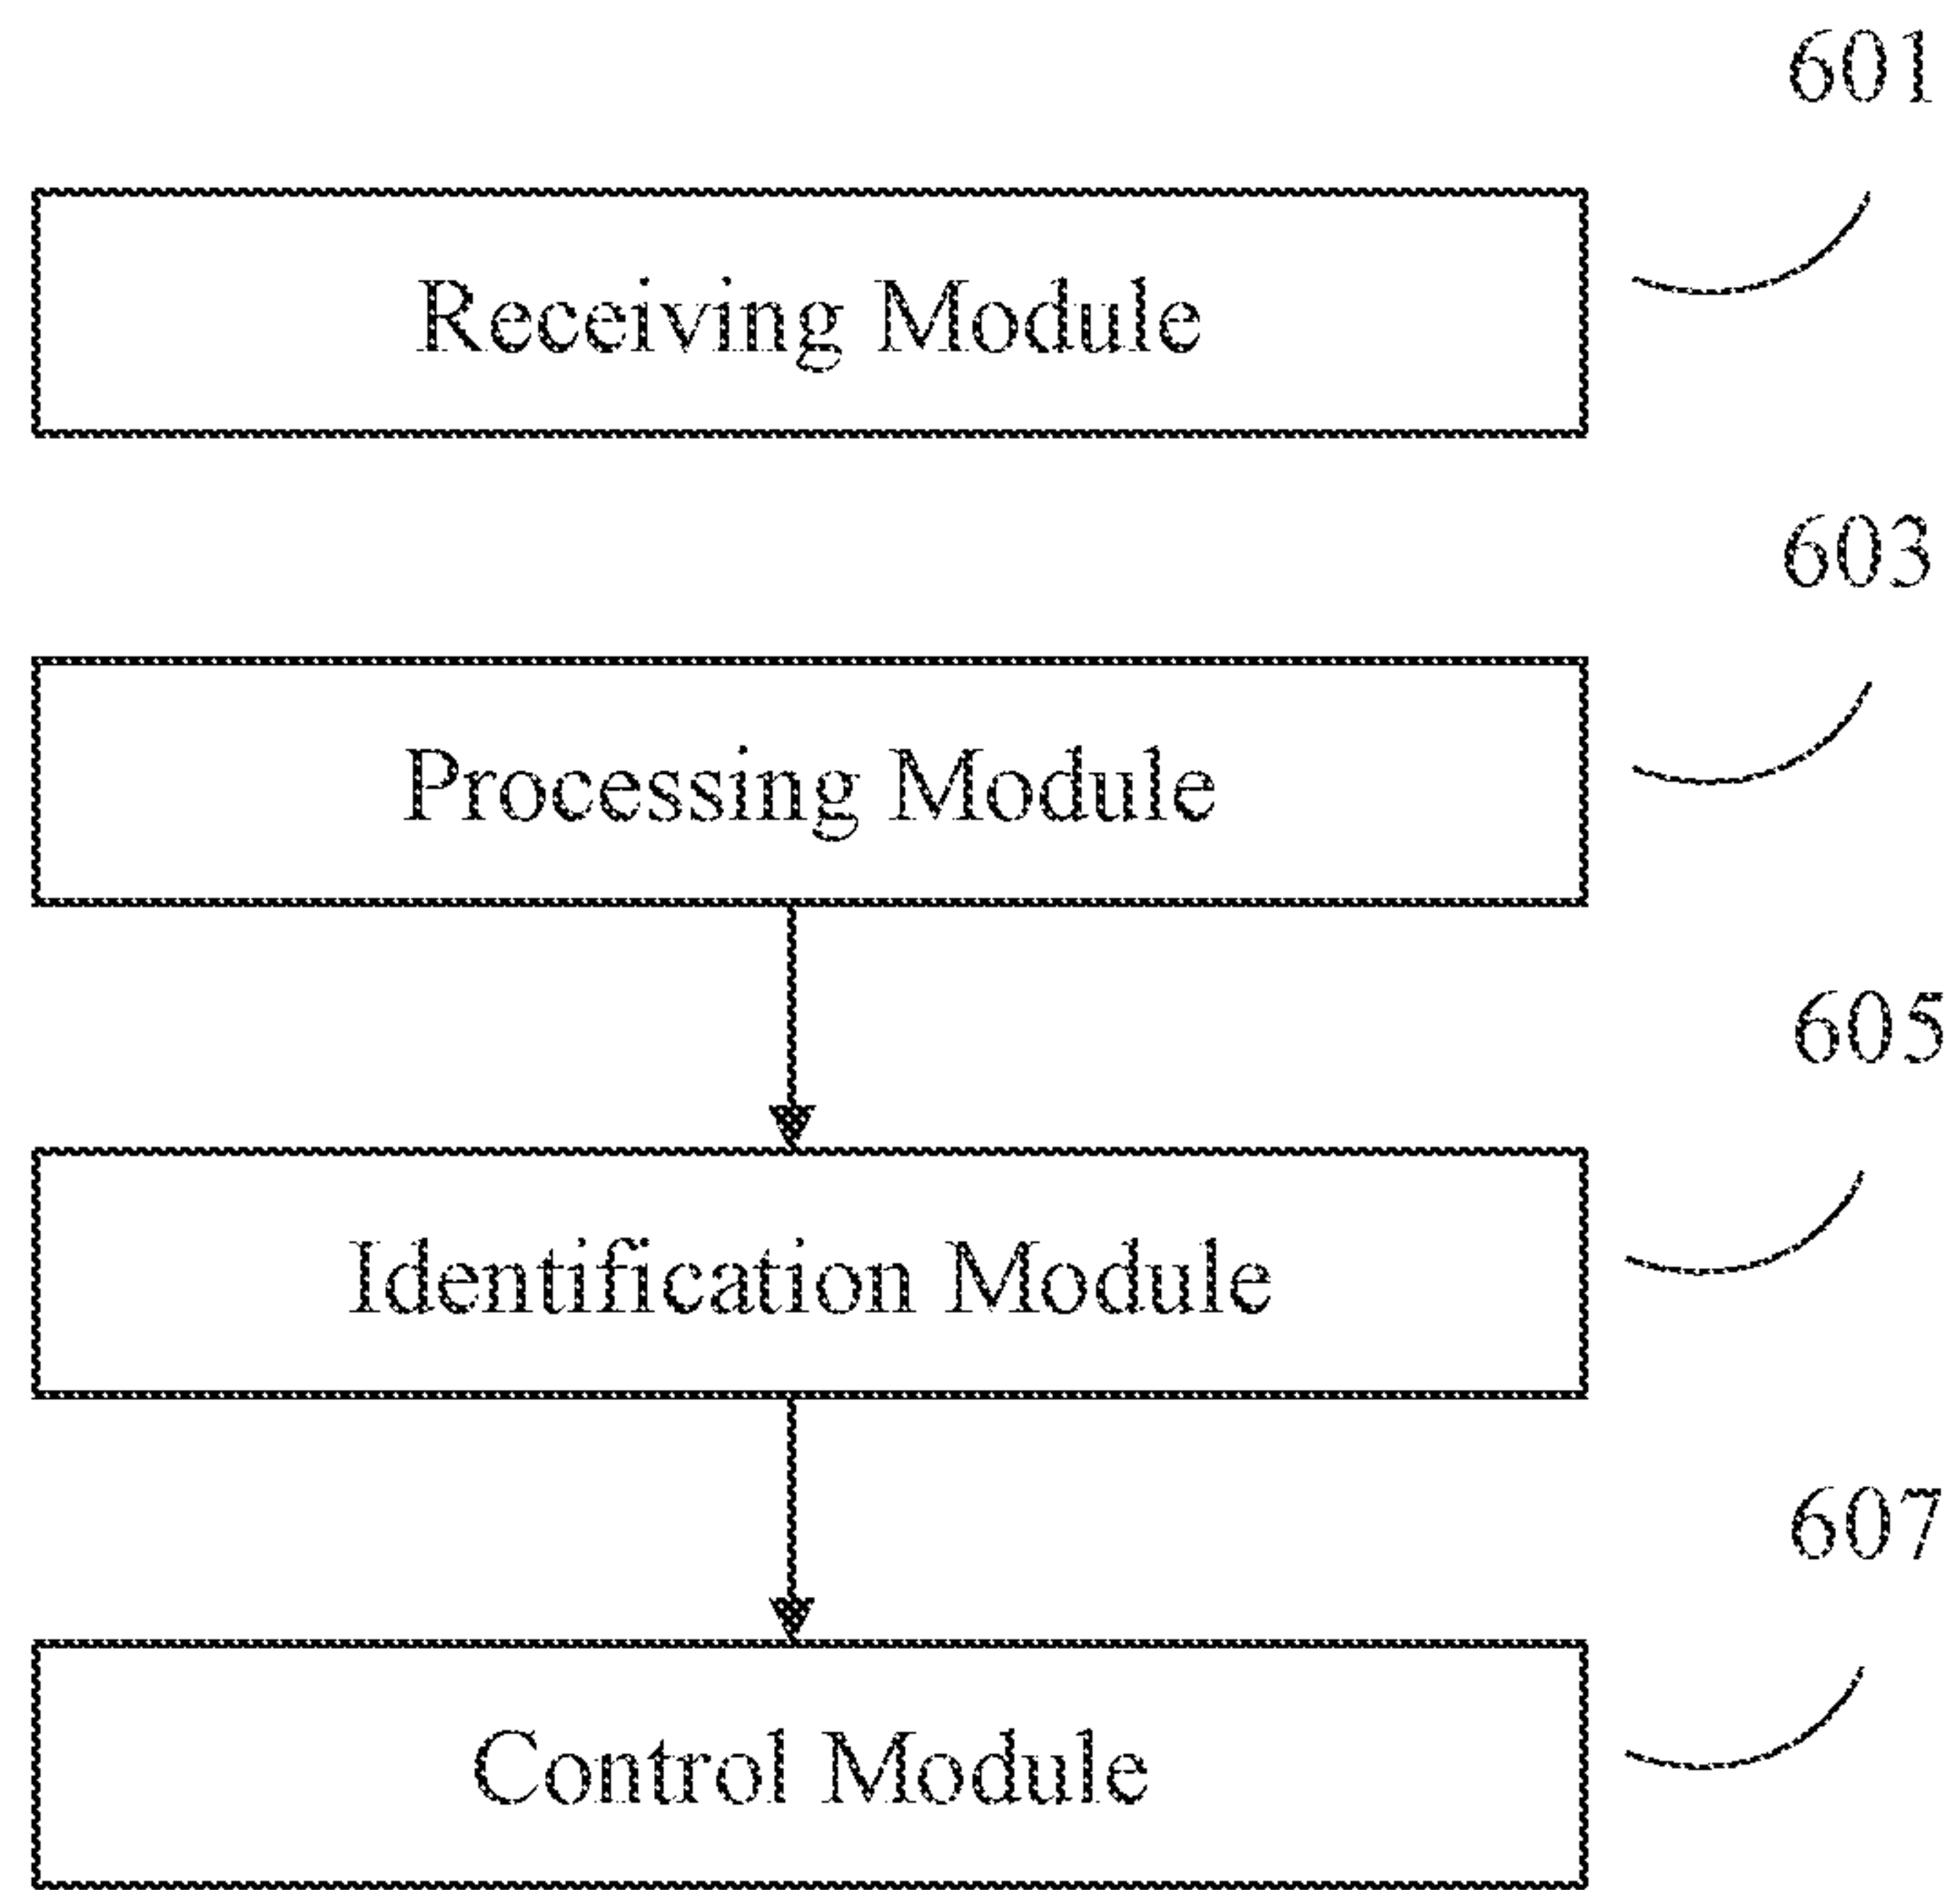 601
Receiving Module
603
Processing Module
605
Identification Module
607
Control Module